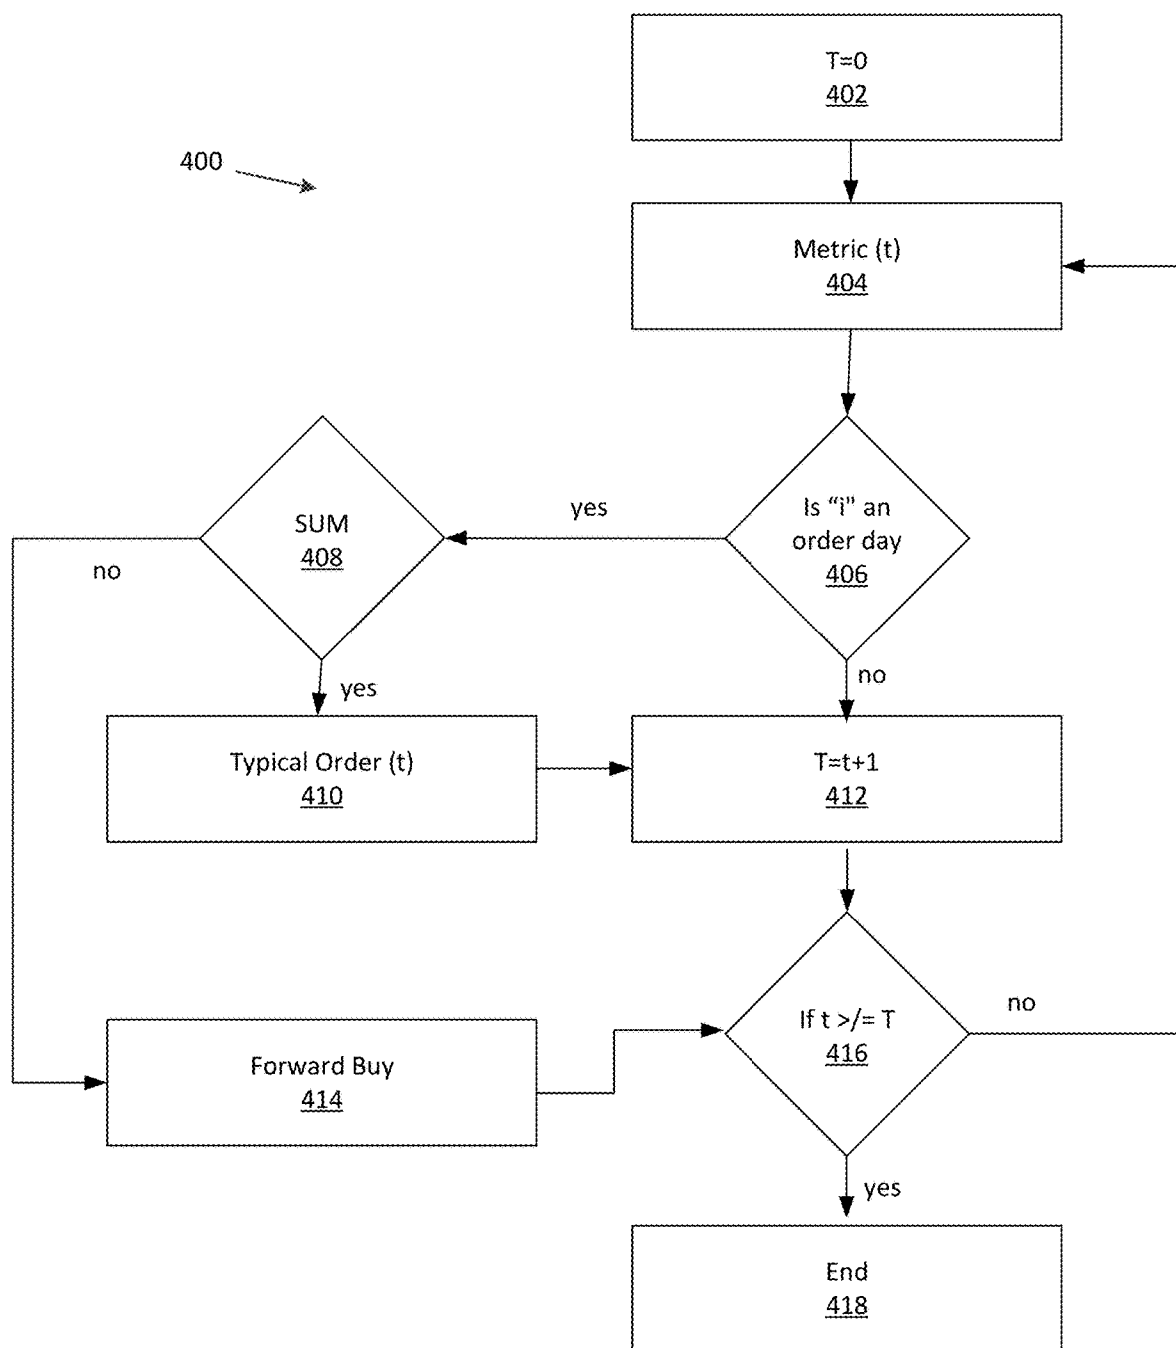 T=0
402
400
Metric (t)
404
Is “i” an
order day
406
yes
SUM
408
no
yes
no
Typical Order (t)
410
T=t+1
412
If t >/= T
416
no
Forward Buy
414
yes
End
418